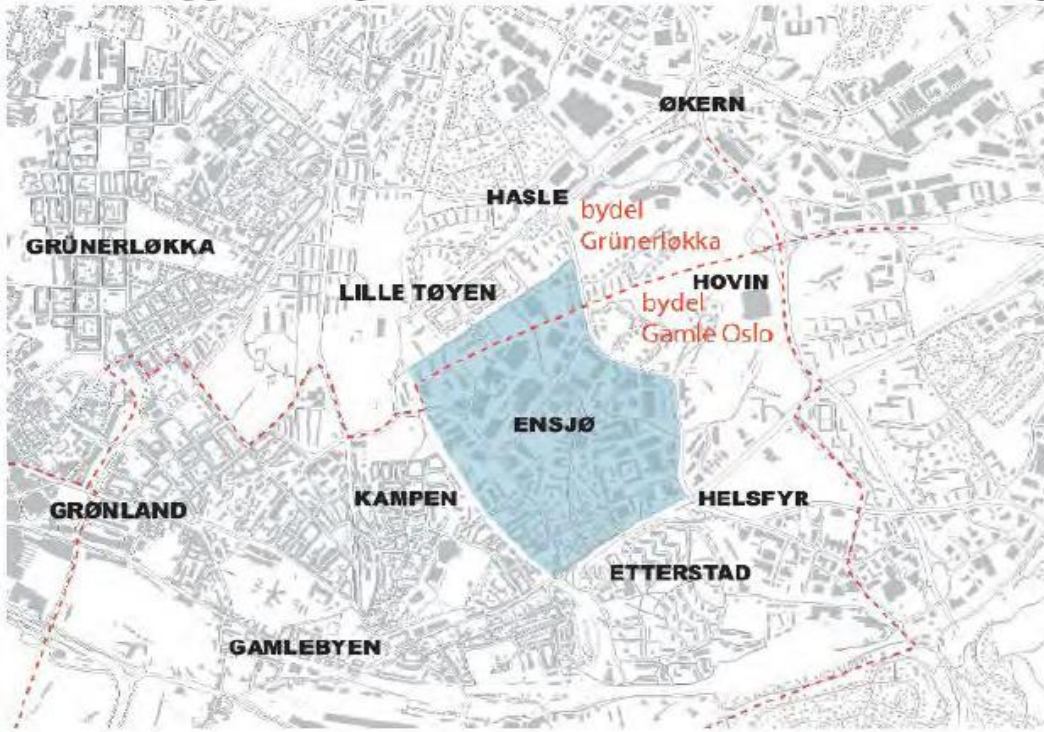 ØKERN
HASLE
bydel
Grünerløkka
GRÜNERLØKKA
HOVIN
LILLE TØYEN
bydel
Gamle Oslo
ENSJØ
KAMPEN
HELSFYR
GRØNLAND
ETTERSTAD
GAMLEBYEN